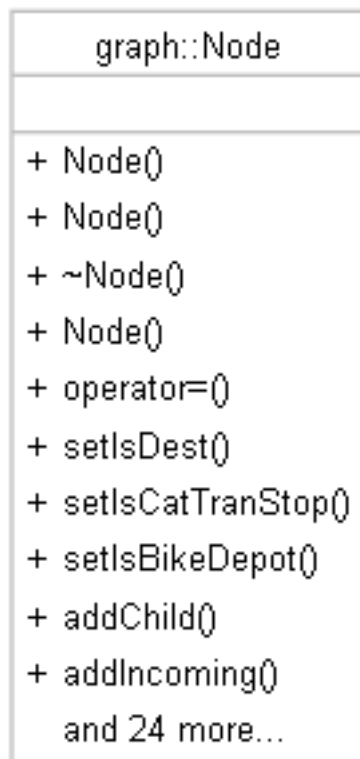 graph::Node
+ Node()
+ Node()
+ ~Node()
+ Node()
+ operator=()
+ setIsDest()
+ setIsCatTranStop()
+ setIsBikeDepot()
+ addChild()
+ addIncoming()
and 24 more...